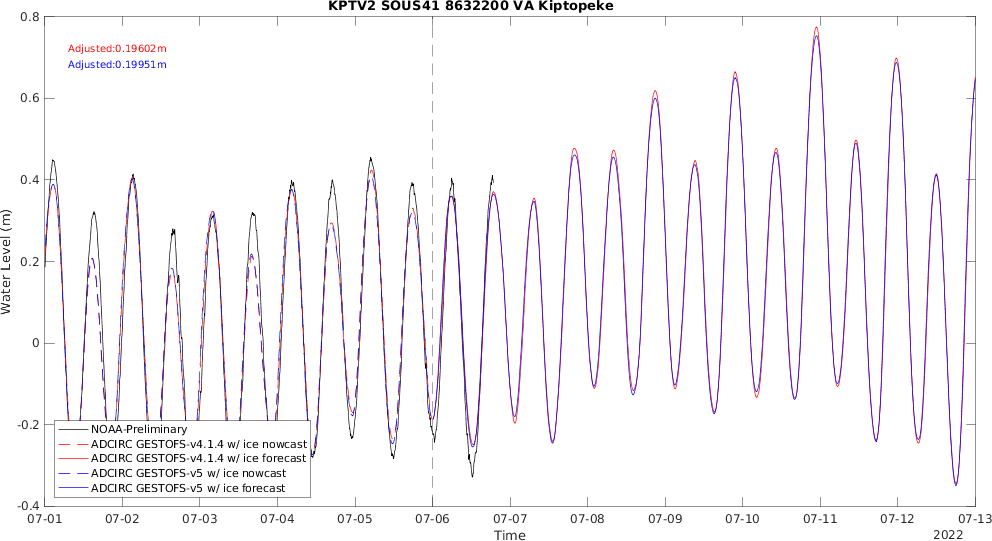 KPTV2 SOUS41 8632200 VA Kiptopeke
Adjusted:0.19602m
Adjusted:0.19951m
Water Level (m)
0.8
0.6
0.4
0.2
0
-0.2
-0.4
NOAA-Preliminary
ADCIRC GESTOFS-v4.1.4 w/ ice nowcast
ADCIRC GESTOFS-v4.1.4 w/ ice forecast
ADCIRC GESTOFS-v5 w/ ice nowcast
ADCIRC GESTOFS-v5 w/ ice forecast
07-01 07-02 07-03 07-04 07-05 07-06 07-07 07-08 07-09 07-10 07-11 07-12 07-13
Time
2022